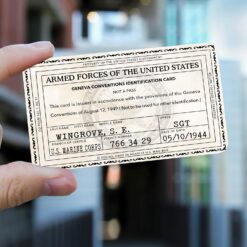 ARMED FORCES OF THE UNITED STATES
GENEVA CONVENTIONS IDENTIFICATION CARD
NOT A PASS
This card is issued in accordance with the provisions of the Geneva
Conventions of August 12, 1949 (Not to be used for other identification.)
WINGROVE, S. E. SGT
766 34 29 05/10/1944
U.S. MARINE CORPS